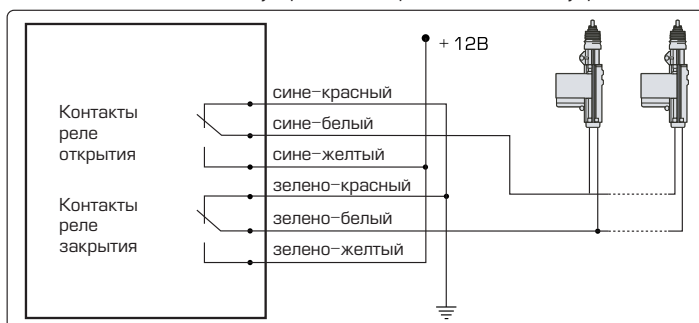 + 12В
сине-красный
Контакты
реле
открытия
сине-белый
сине-желтый
зелено-красный
Контакты
реле
закрытия
зелено-белый
зелено-желтый